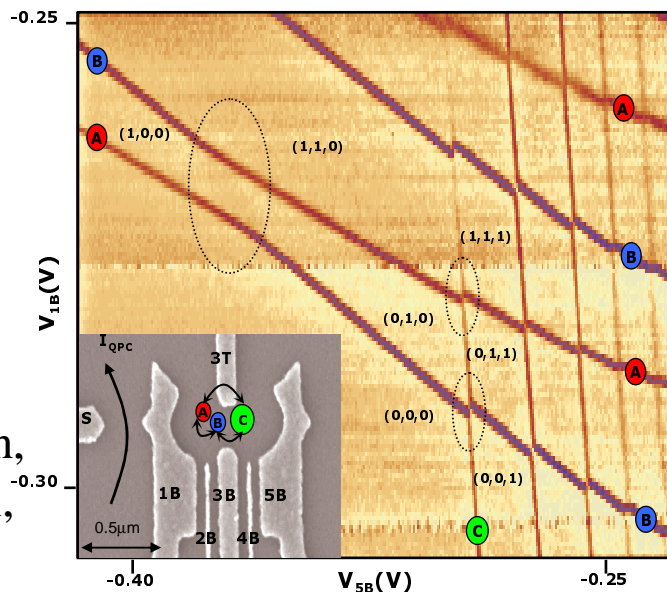 -0.25
B
A
(1,0,0)
(1,1,0)
A
(1,1,1)
B
V1B(V)
(0,1,0)
(0,1,1)
A
(0,0,0)
(0,0,1)
B
C
-0.30
IQPC
3T
S
A
B
C
1B
3B
5B
2B
4B
0.5μm
-0.40
V5B(V)
-0.25